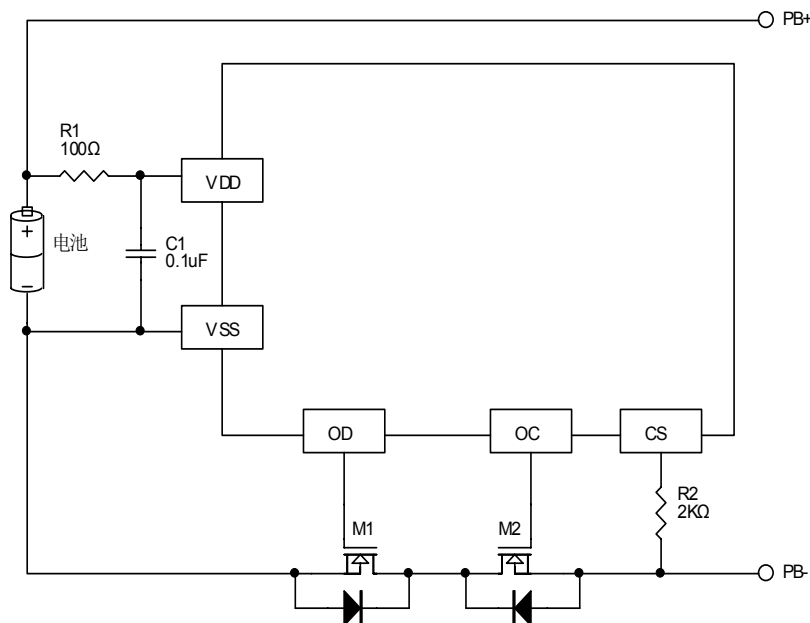 PB+
R1
100Ω
VDD
电池
C1
0.1uF
VSS
OD
OC
CS
R2
2KΩ
M1
M2
PB-